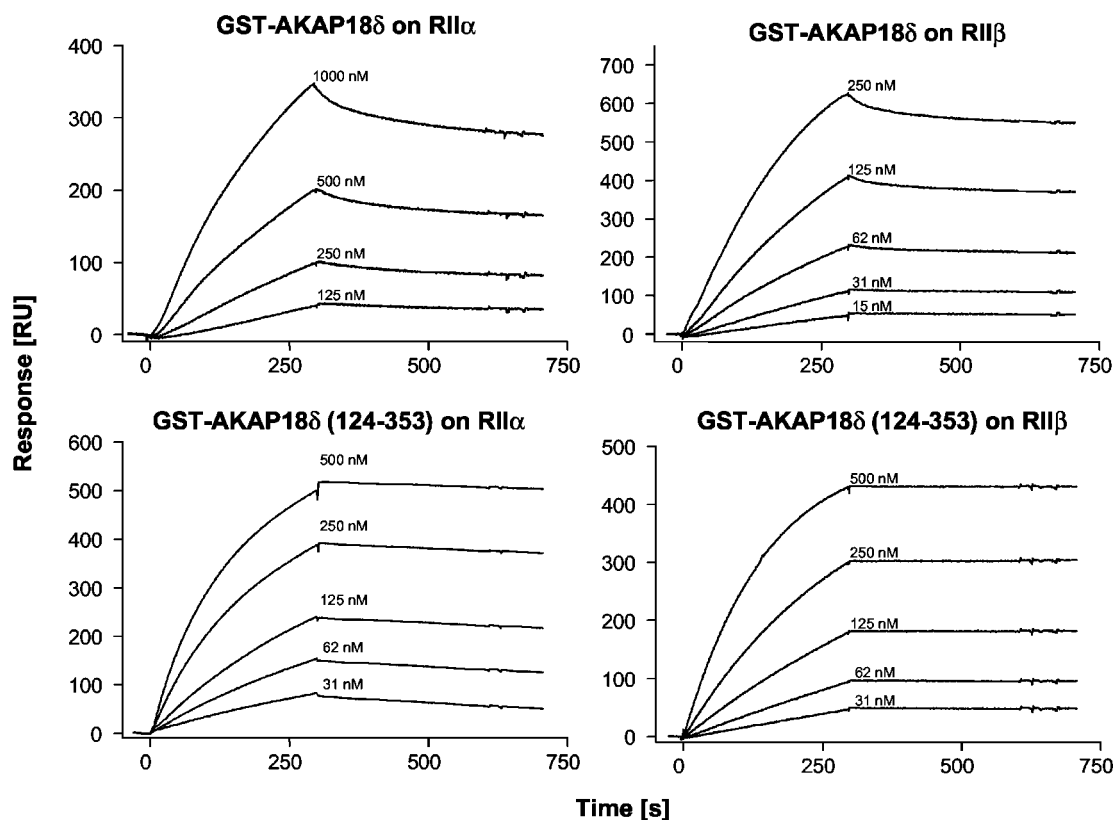 GST-AKAP18δ on RIIα
400
300
200
100
0
1000 nM
500 nM
250 nM
125 nM
0
250
500
750
GST-AKAP18δ on RIIβ
700
600
500
400
300
200
100
0
250 nM
125 nM
62 nM
31 nM
15 nM
0
250
500
750
Response [RU]
GST-AKAP18δ (124-353) on RIIα
600
500
400
300
200
100
0
500 nM
250 nM
125 nM
62 nM
31 nM
0
250
500
750
GST-AKAP18δ (124-353) on RIIβ
500
400
300
200
100
0
500 nM
250 nM
125 nM
62 nM
31 nM
0
250
500
750
Time [s]